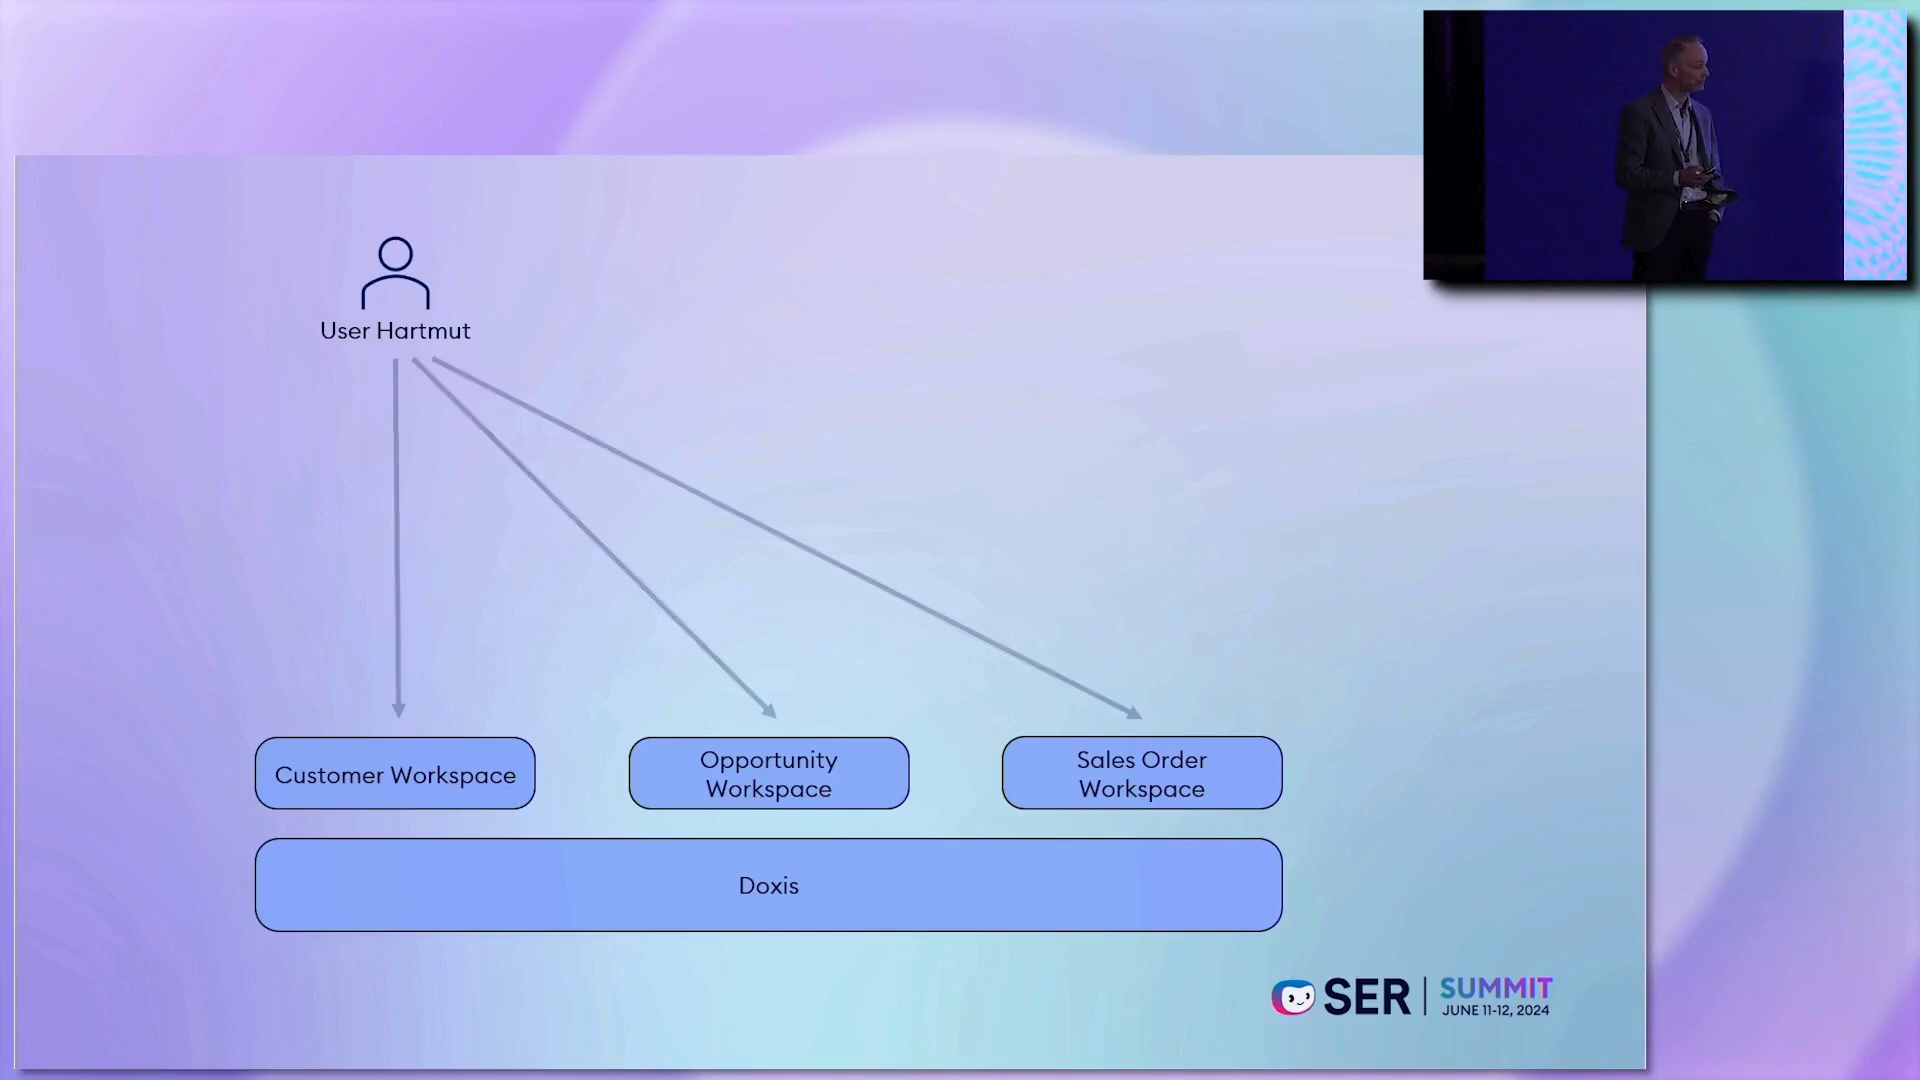 User Hartmut
Customer Workspace
Opportunity
Workspace
Sales Order
Workspace
Doxis
SER
SUMMIT
JUNE 11-12, 2024